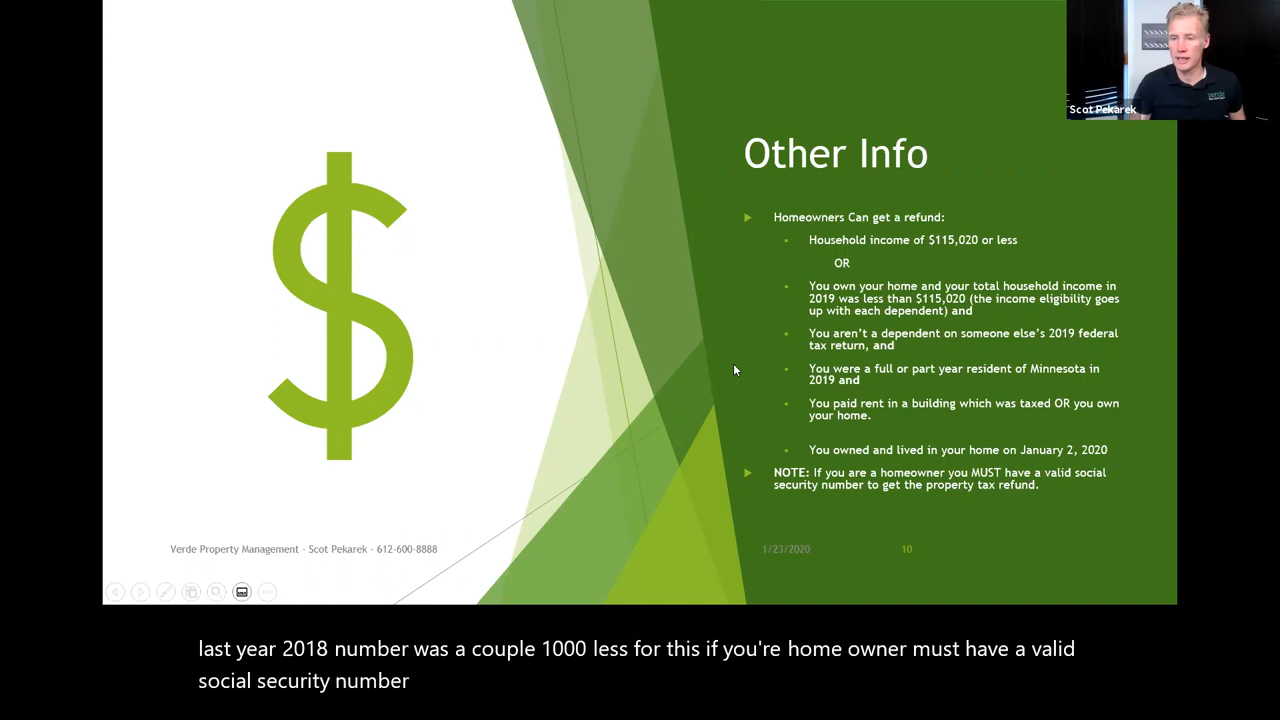 Scot Pekarek
Other Info
Homeowners Can get a refund:
Household income of $115,020 or less
OR
You own your home and your total household income in
2019 was less than $115,020 (the income eligibility goes
up with each dependent) and
You aren’t a dependent on someone else’s 2019 federal
tax return, and
You were a full or part year resident of Minnesota in
2019 and
You paid rent in a building which was taxed OR you own
your home.
You owned and lived in your home on January 2, 2020
NOTE: If you are a homeowner you MUST have a valid social
security number to get the property tax refund.
Verde Property Management - Scot Pekarek - 612-600-8888
1/23/2020
10
last year 2018 number was a couple 1000 less for this if you're home owner must have a valid
social security number